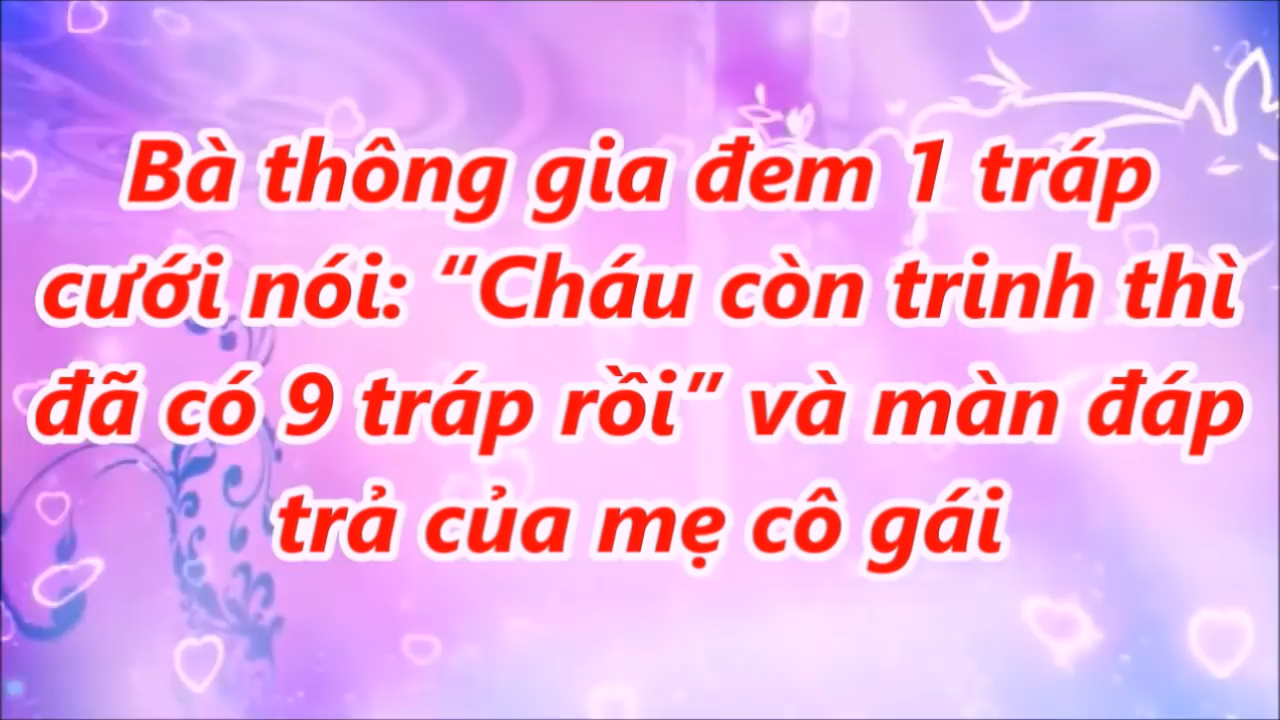 Bà thông gia đem 1 tráp
cưới nói: “Cháu còn trinh thì
đã có 9 tráp rồi” và màn đáp
trả của mẹ cô gái